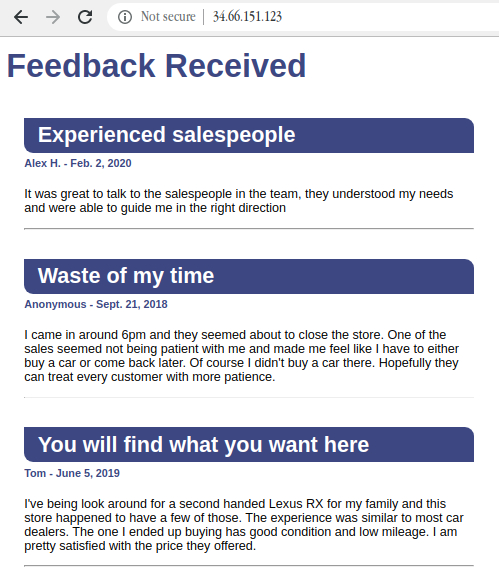 Not secure | 34.66.151.123
Feedback Received
Experienced salespeople
Alex H. - Feb. 2, 2020
It was great to talk to the salespeople in the team, they understood my needs
and were able to guide me in the right direction
Waste of my time
Anonymous - Sept. 21, 2018
I came in around 6pm and they seemed about to close the store. One of the
sales seemed not being patient with me and made me feel like I have to either
buy a car or come back later. Of course I didn't buy a car there. Hopefully they
can treat every customer with more patience.
You will find what you want here
Tom - June 5, 2019
I've being look around for a second handed Lexus RX for my family and this
store happened to have a few of those. The experience was similar to most car
dealers. The one I ended up buying has good condition and low mileage. I am
pretty satisfied with the price they offered.